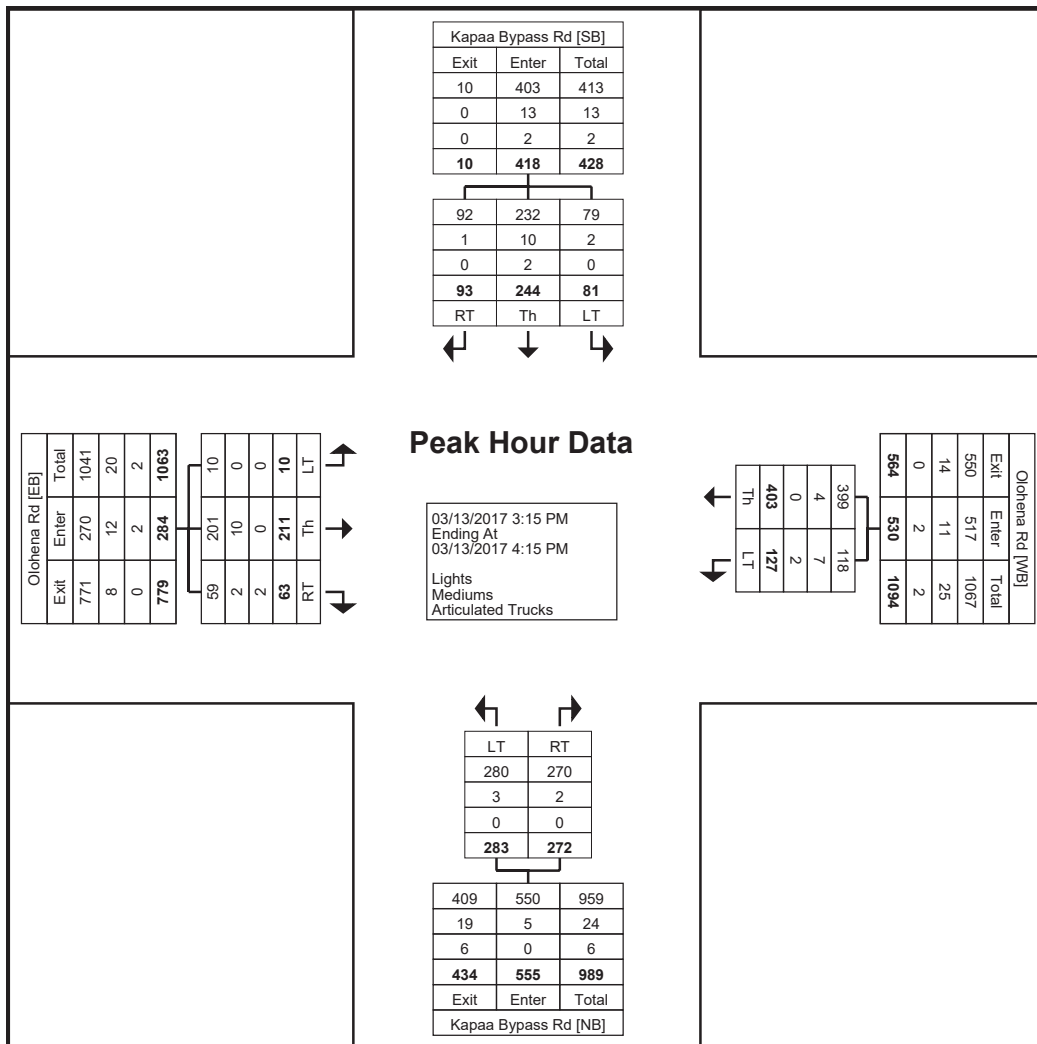 Kapaa Bypass Rd [SB]
Exit Enter Total
10 403 413
0 13 13
0 2 2
10 418 428
92 232 79
1 10 2
0 2 0
93 244 81
RT Th LT
Olohena Rd [EB]
Total Enter Exit
1041 270 771
20 12 8
2 2 0
1063 284 779
10 201 59
0 10 2
0 0 2
10 211 63
LT Th RT
Peak Hour Data
03/13/2017 3:15 PM
Ending At
03/13/2017 4:15 PM
Lights
Mediums
Articulated Trucks
Olohena Rd [WB]
Exit Enter Total
550 517 1067
14 11 25
0 2 2
564 530 1094
399 118
4 7
0 2
403 127
Th LT
LT RT
280 270
3 2
0 0
283 272
409 550 959
19 5 24
6 0 6
434 555 989
Exit Enter Total
Kapaa Bypass Rd [NB]